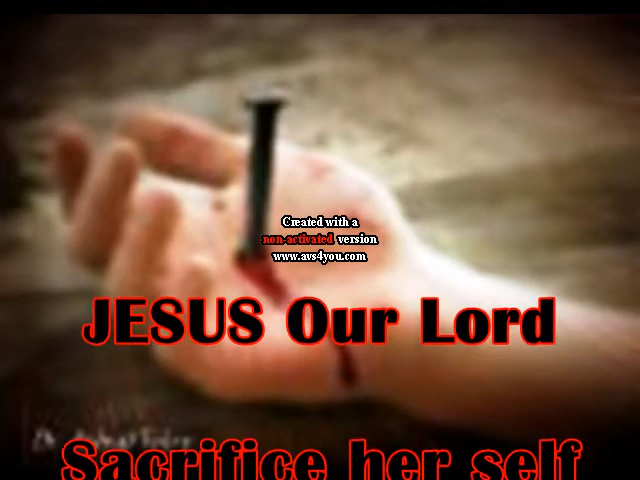 Created with a
non-activated version
www.avs4you.com
JESUS Our Lord
Sacrifice her self